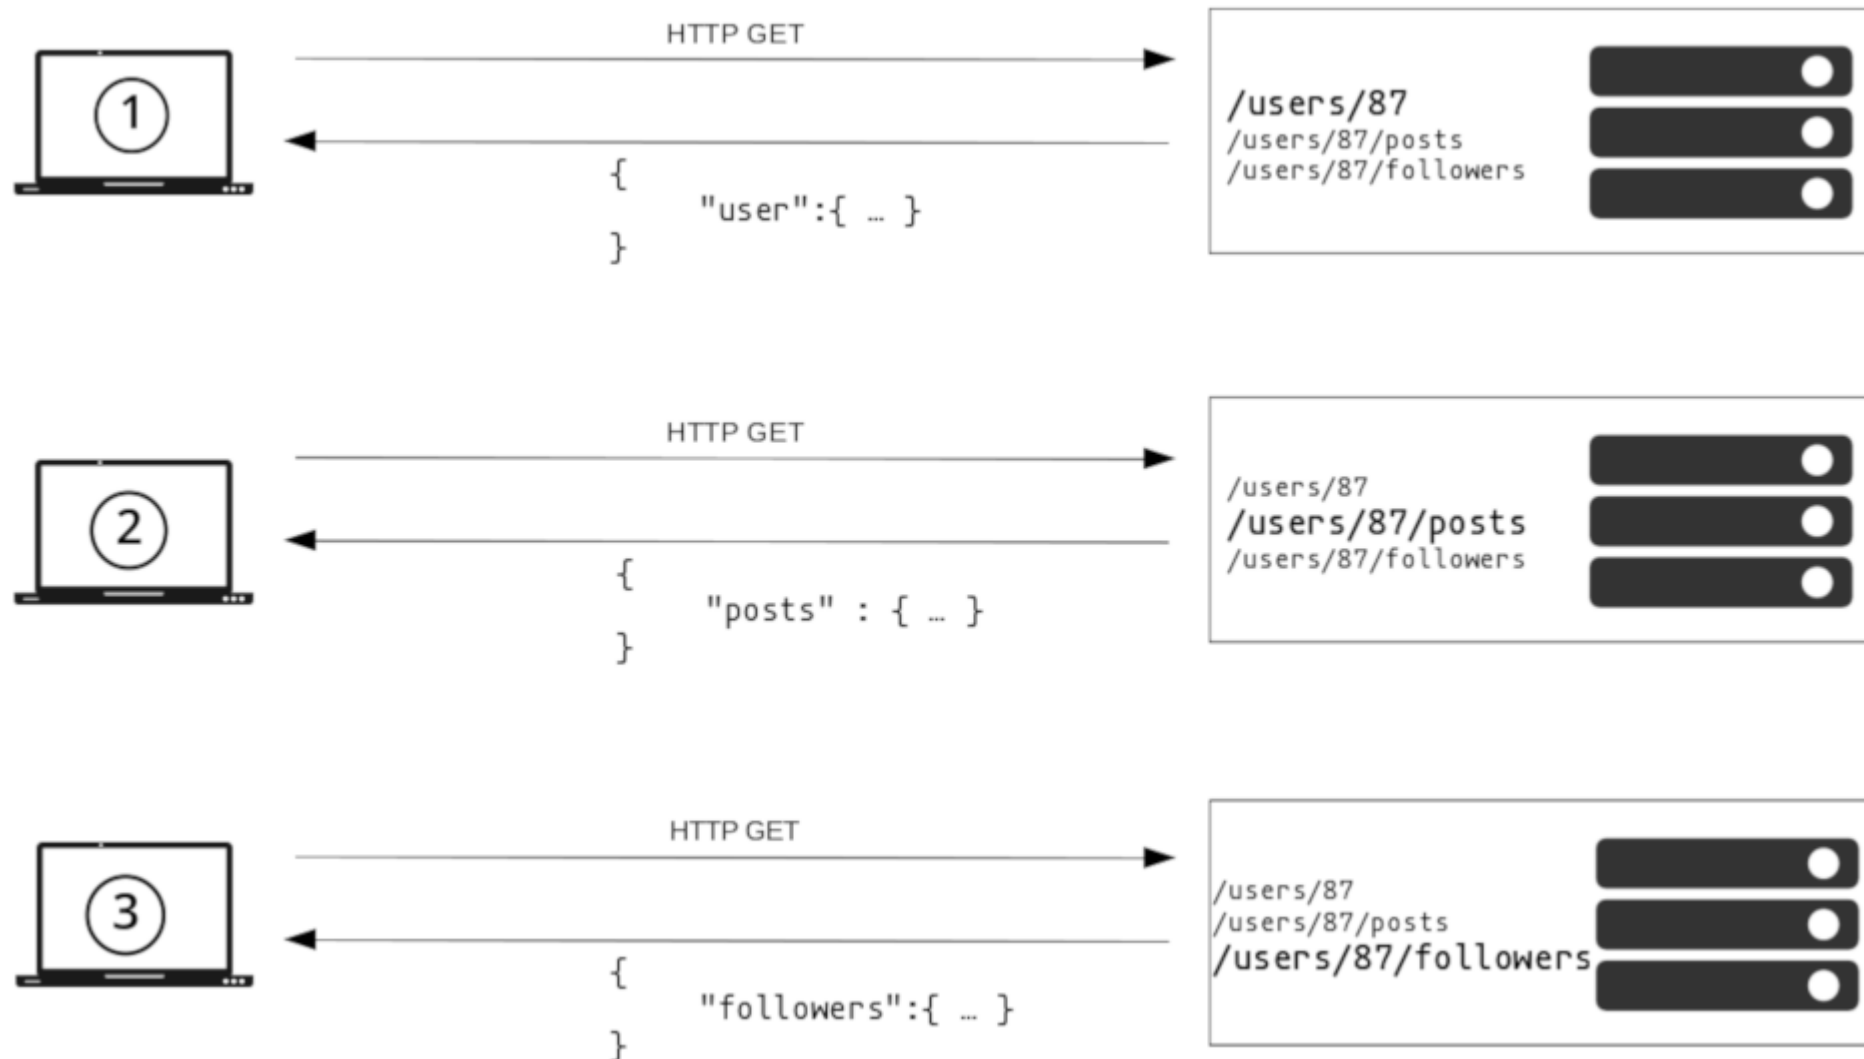 HTTP GET
1
/users/87
/users/87/posts
/users/87/followers
{
"user":{ … }
}
HTTP GET
2
/users/87
/users/87/posts
/users/87/followers
{
"posts" : { … }
}
HTTP GET
3
/users/87
/users/87/posts
/users/87/followers
{
"followers":{ … }
}